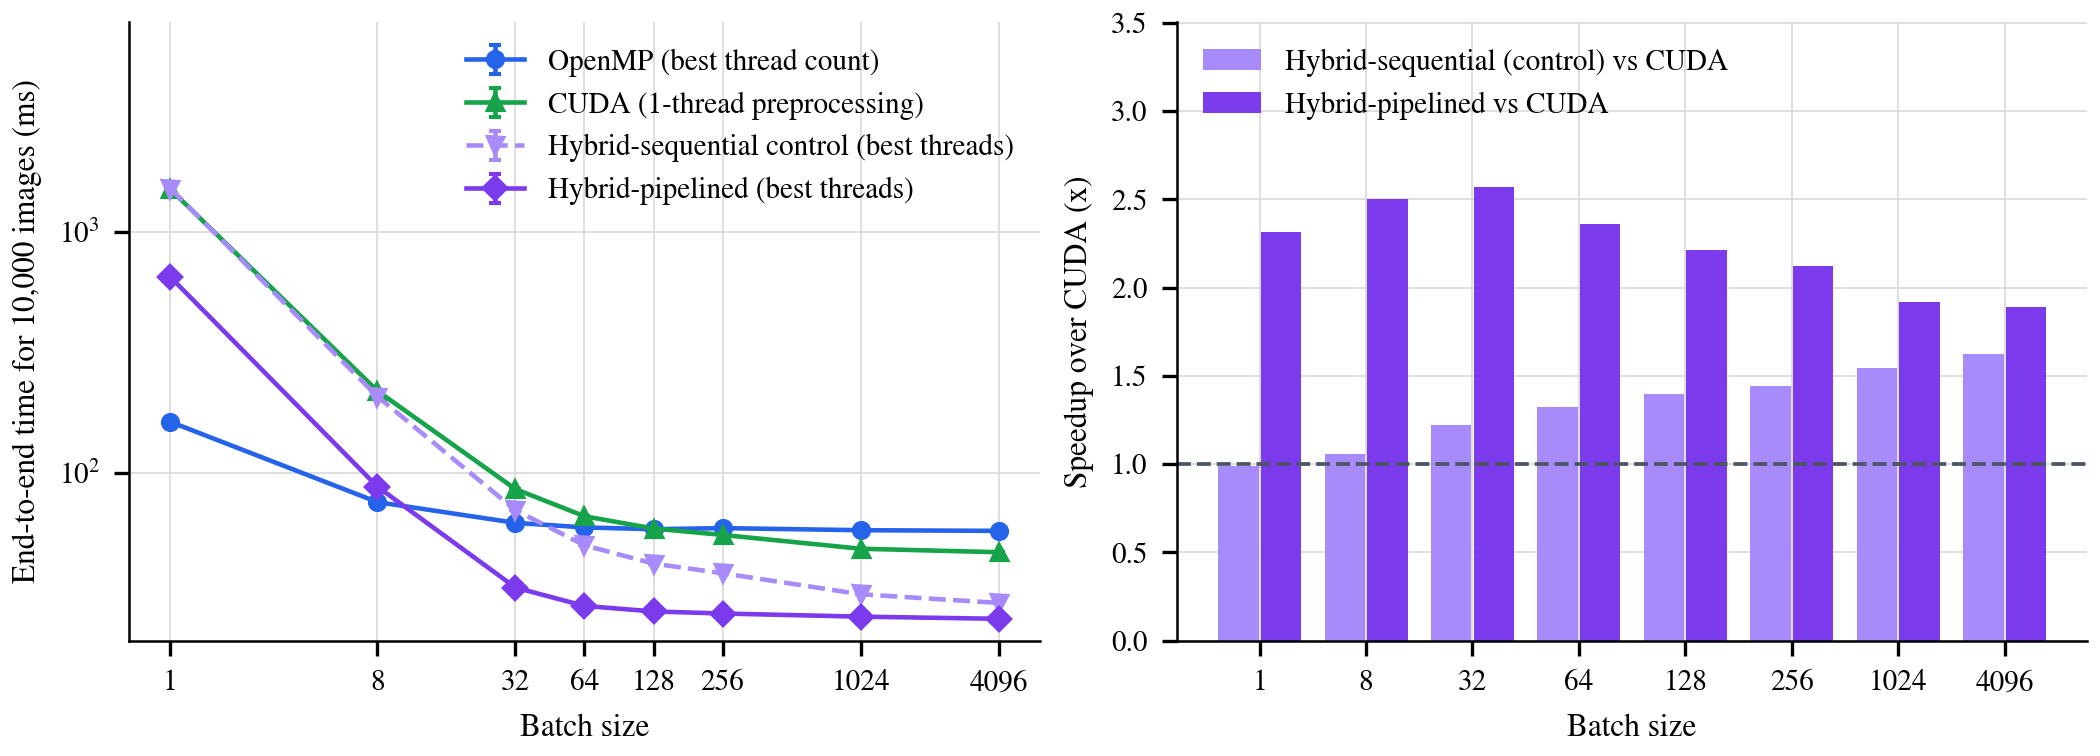 End-to-end time for 10,000 images (ms)
10³
10²
OpenMP (best thread count)
CUDA (1-thread preprocessing)
Hybrid-sequential control (best threads)
Hybrid-pipelined (best threads)
1 8 32 64 128 256 1024 4096
Batch size
Speedup over CUDA (x)
3.5
3.0
2.5
2.0
1.5
1.0
0.5
0.0
Hybrid-sequential (control) vs CUDA
Hybrid-pipelined vs CUDA
1 8 32 64 128 256 1024 4096
Batch size